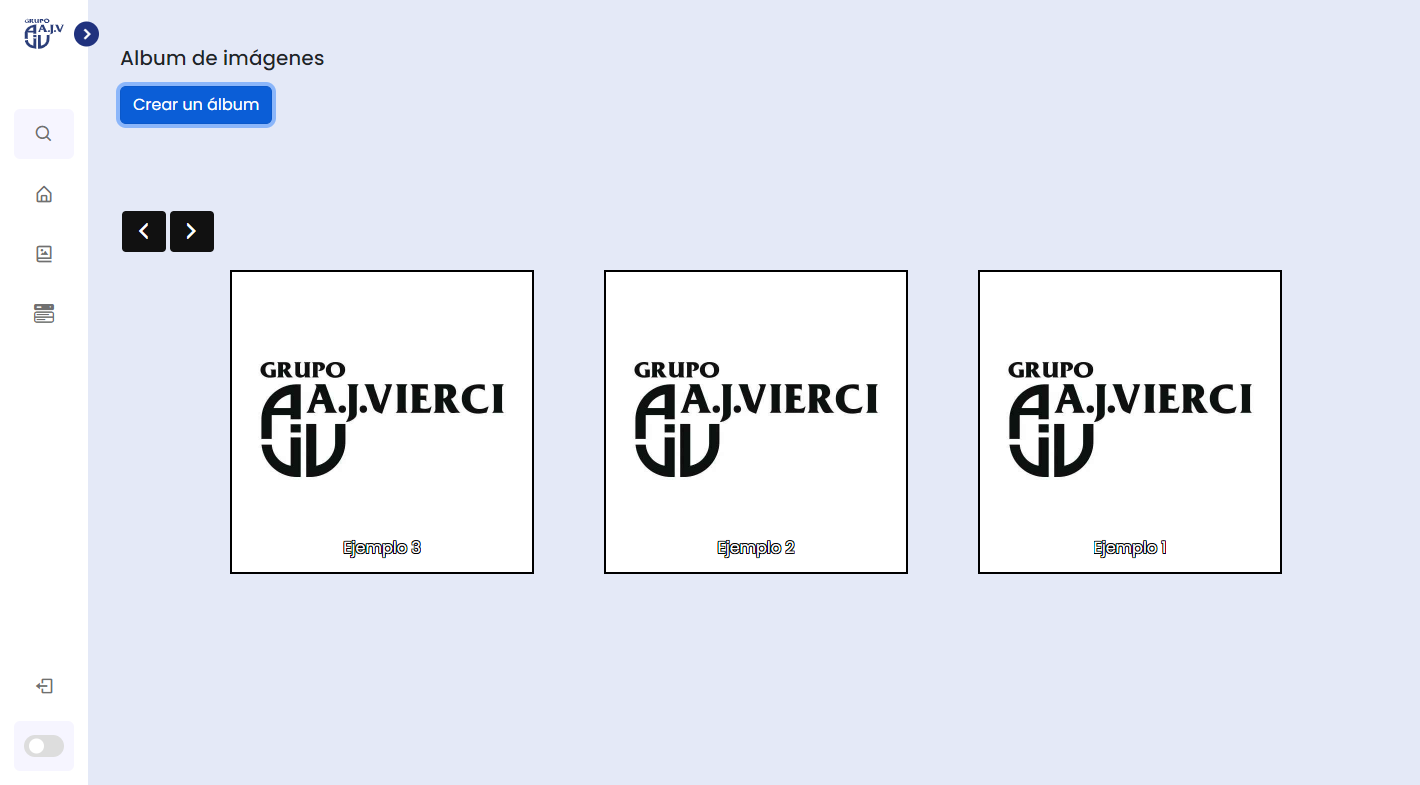 GRUPO
A.J.V
Album de imágenes
Crear un álbum
GRUPO
A.J.VIERCI
Ejemplo 3
GRUPO
A.J.VIERCI
Ejemplo 2
GRUPO
A.J.VIERCI
Ejemplo 1